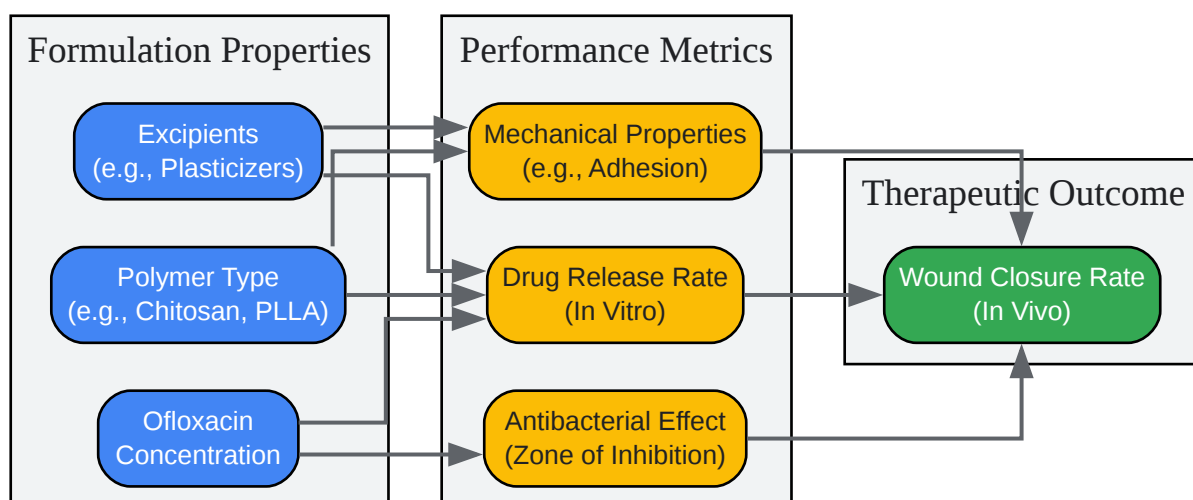 Formulation Properties
Excipients
(e.g., Plasticizers)
Polymer Type
(e.g., Chitosan, PLLA)
Ofloxacin
Concentration
Performance Metrics
Mechanical Properties
(e.g., Adhesion)
Drug Release Rate
(In Vitro)
Antibacterial Effect
(Zone of Inhibition)
Therapeutic Outcome
Wound Closure Rate
(In Vivo)